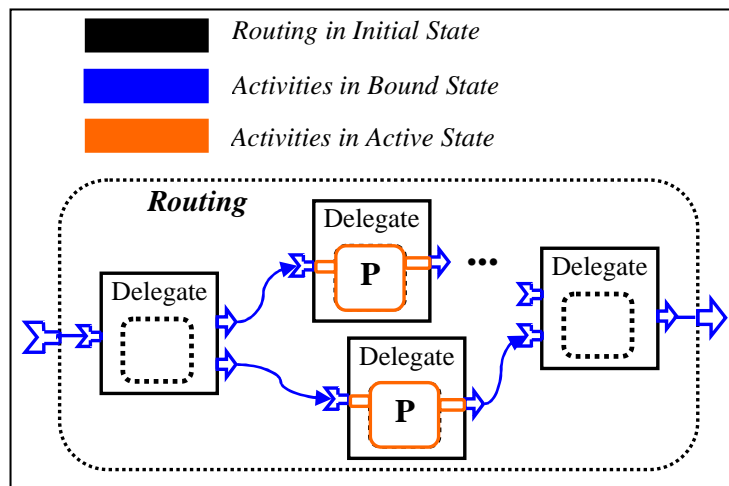 Routing in Initial State
Activities in Bound State
Activities in Active State
Routing
Delegate
P
...
Delegate
Delegate
Delegate
P